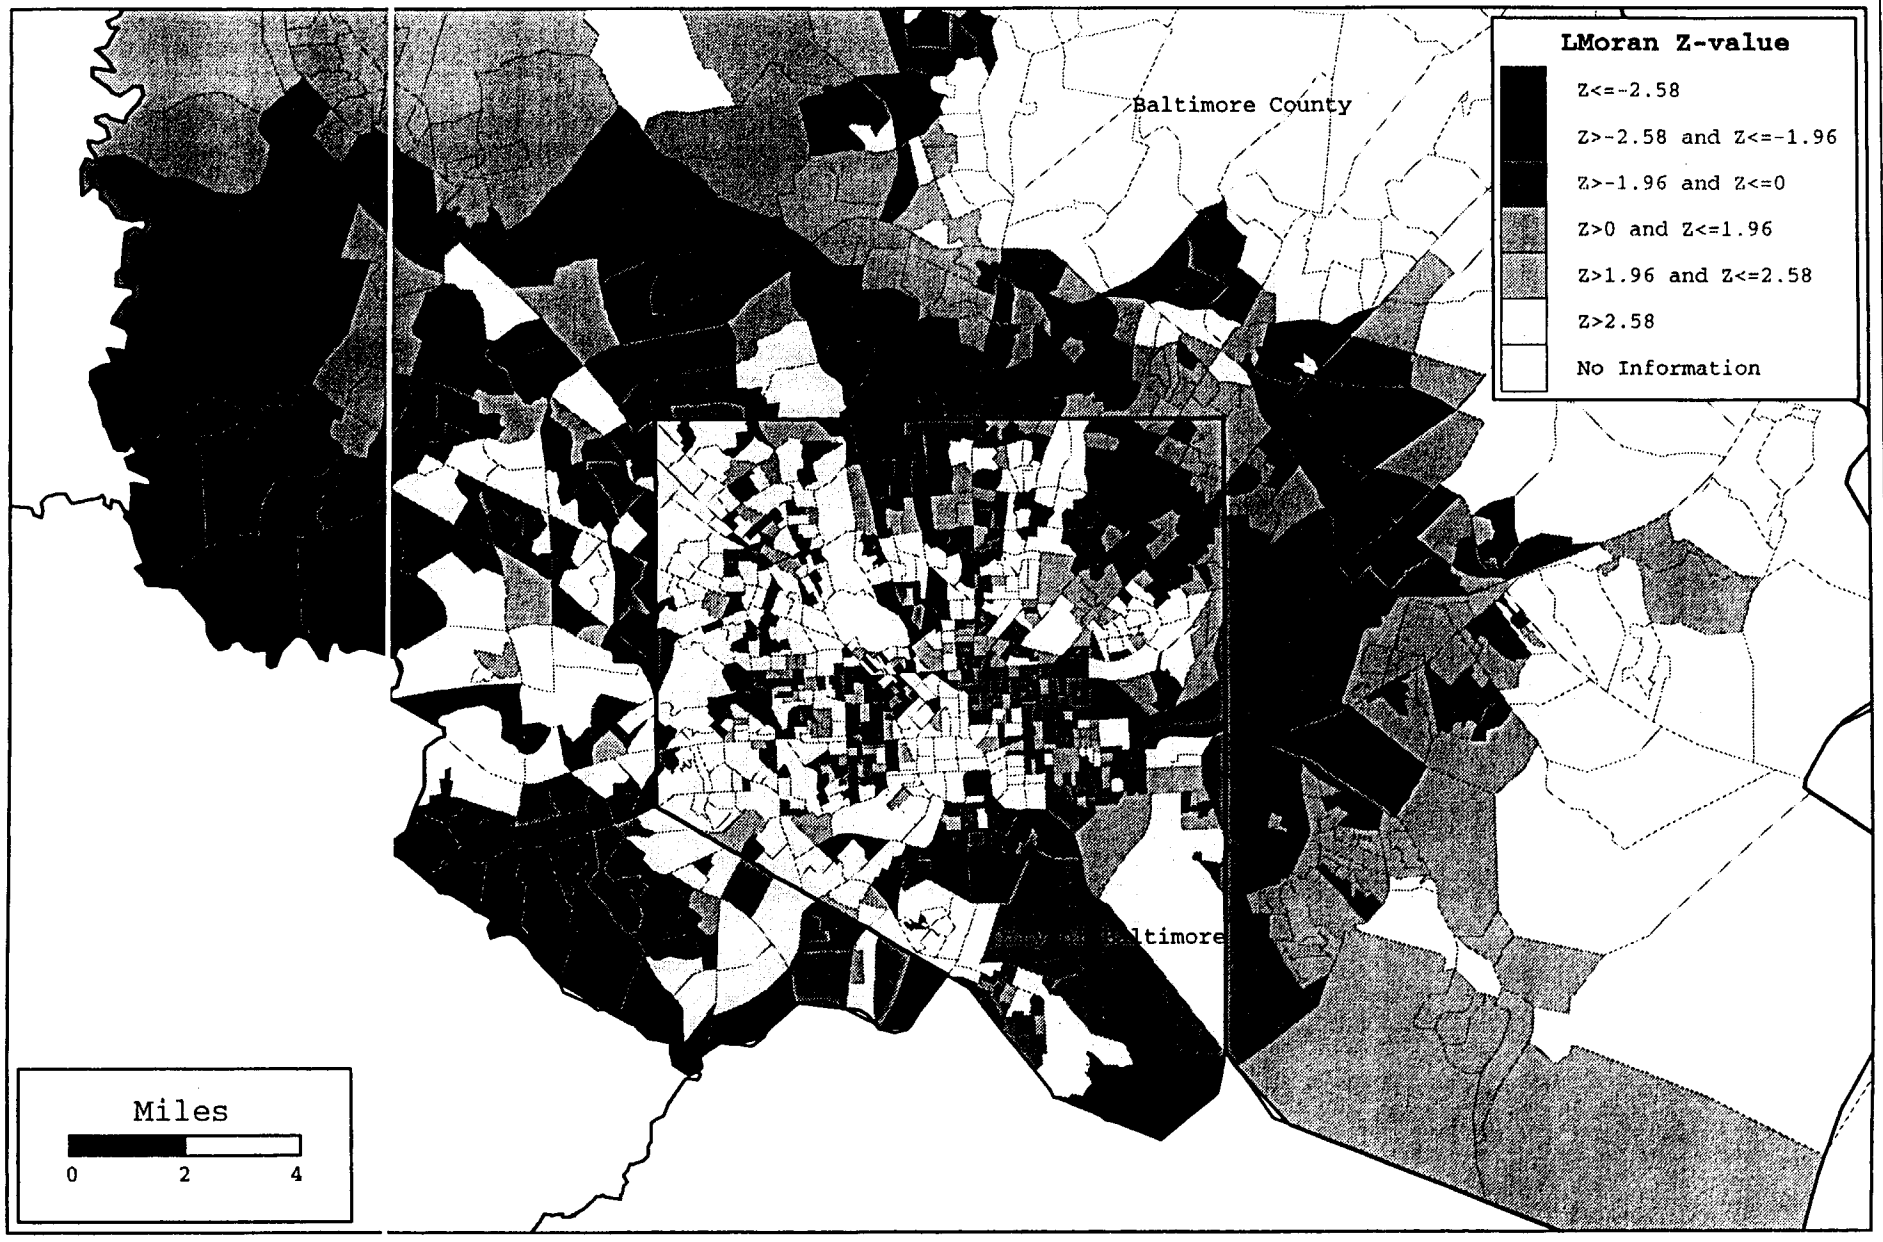 LMoran Z-value
Z<=-2.58
Z>-2.58 and Z<=-1.96
Z>-1.96 and Z<=0
Z>0 and Z<=1.96
Z>1.96 and Z<=2.58
Z>2.58
No Information
Baltimore County
ltimore
Miles
0 2 4